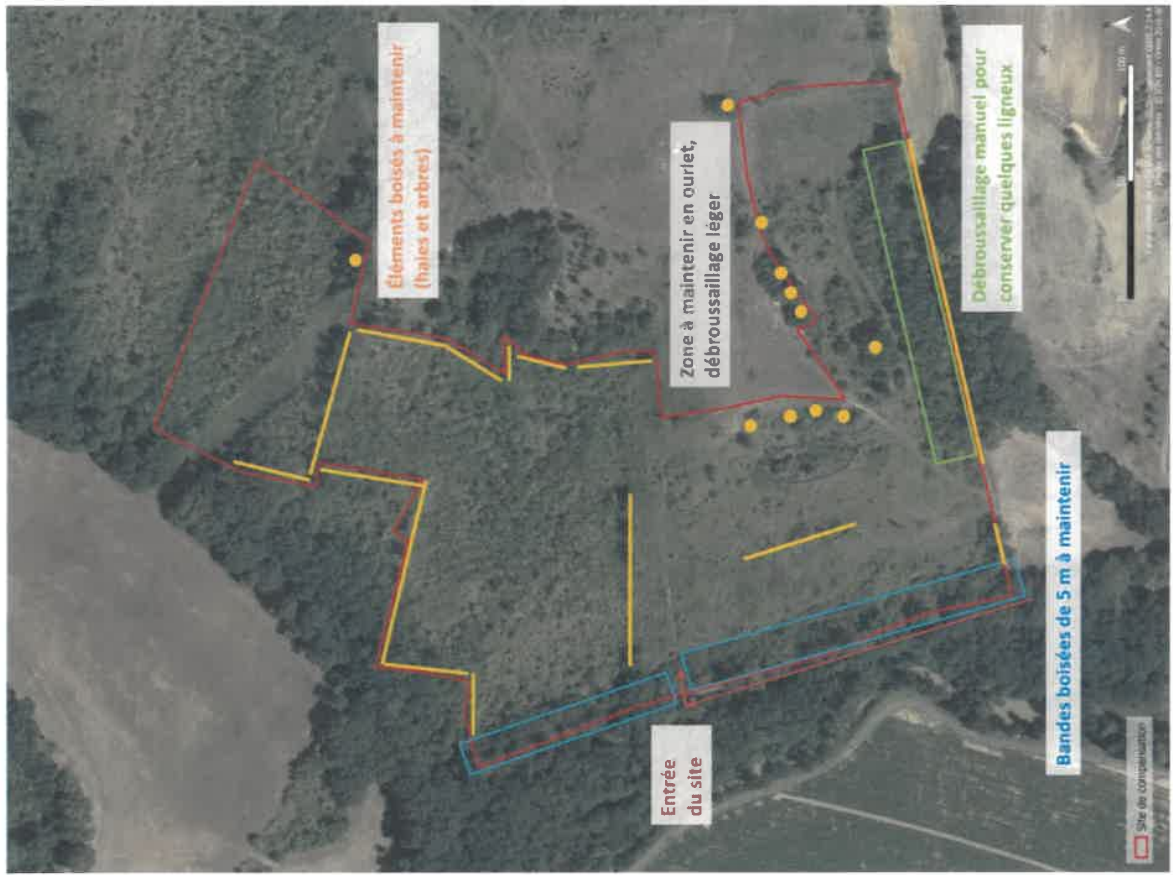 Éléments boisés à maintenir
(haies et arbres)
Zone à maintenir en ourlet,
débroussaillage léger
Débroussaillage manuel pour
conserver quelques ligneux
Entrée
du site
Bandes boisées de 5 m à maintenir
Site de compensation
100 m